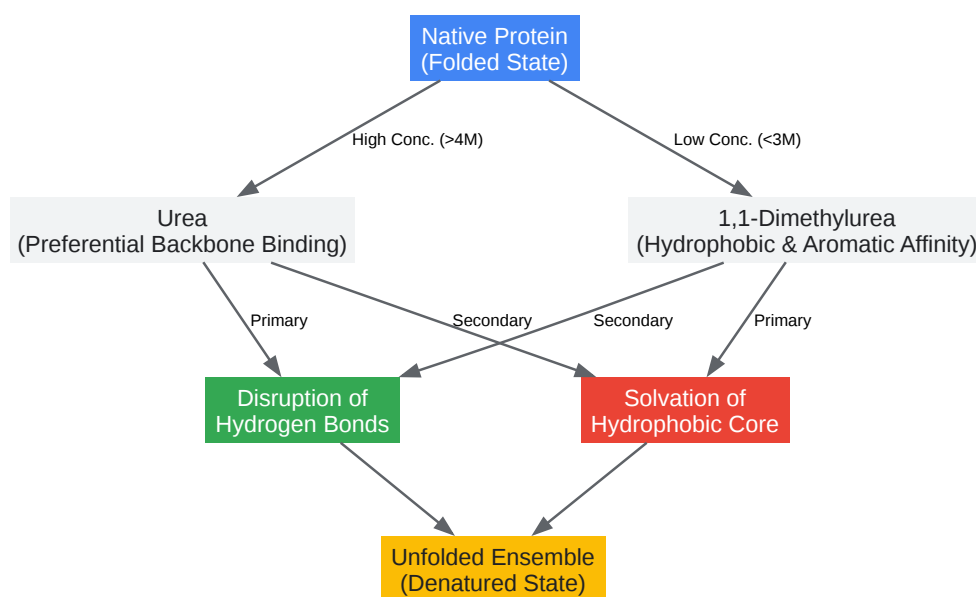 Native Protein
(Folded State)
High Conc. (>4M)
Low Conc. (<3M)
Urea
(Preferential Backbone Binding)
1,1-Dimethylurea
(Hydrophobic & Aromatic Affinity)
Primary
Secondary
Secondary
Primary
Disruption of
Hydrogen Bonds
Solvation of
Hydrophobic Core
Unfolded Ensemble
(Denatured State)